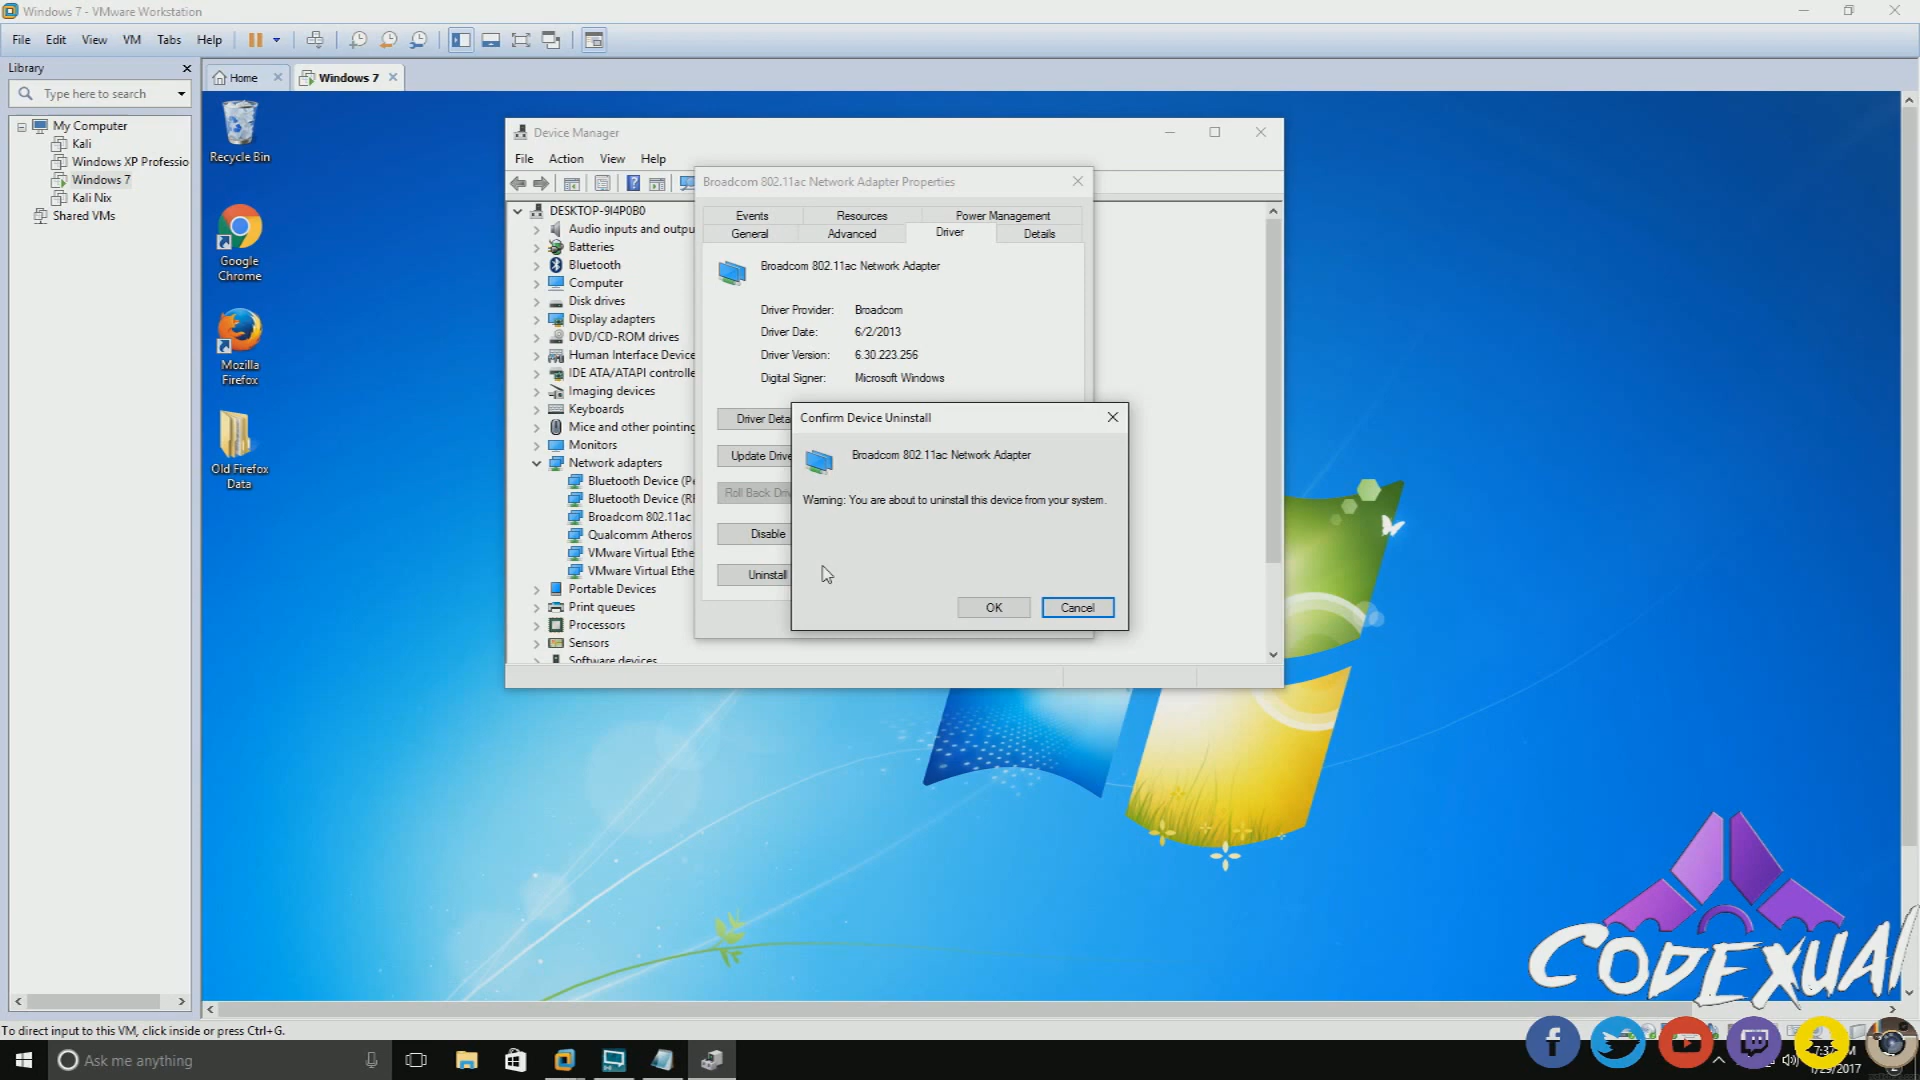 Windows 7 - VMware Workstation
File Edit View VM Tabs Help
Library
Home
Windows 7
Type here to search
My Computer
Kali
Windows XP Professio
Windows 7
Kali Nix
Shared VMs
Recycle Bin
Google
Chrome
Mozilla
Firefox
Old Firefox
Data
Device Manager
File Action View Help
DESKTOP-9I4P0B0
Audio inputs and outpu
Batteries
Bluetooth
Computer
Disk drives
Display adapters
DVD/CD-ROM drives
Human Interface Device
IDE ATA/ATAPI controlle
Imaging devices
Keyboards
Mice and other pointing
Monitors
Network adapters
Bluetooth Device (P
Bluetooth Device (RF
Broadcom 802.11ac
Qualcomm Atheros
VMware Virtual Ethe
VMware Virtual Ethe
Portable Devices
Print queues
Processors
Sensors
Software devices
Broadcom 802.11ac Network Adapter Properties
Events Resources Power Management
General Advanced Driver Details
Broadcom 802.11ac Network Adapter
Driver Provider: Broadcom
Driver Date: 6/2/2013
Driver Version: 6.30.223.256
Digital Signer: Microsoft Windows
Driver Deta
Update Drive
Roll Back Driv
Disable
Uninstall
Confirm Device Uninstall
Broadcom 802.11ac Network Adapter
Warning: You are about to uninstall this device from your system.
OK Cancel
CODEXUAL
To direct input to this VM, click inside or press Ctrl+G.
Ask me anything
1/29/2017